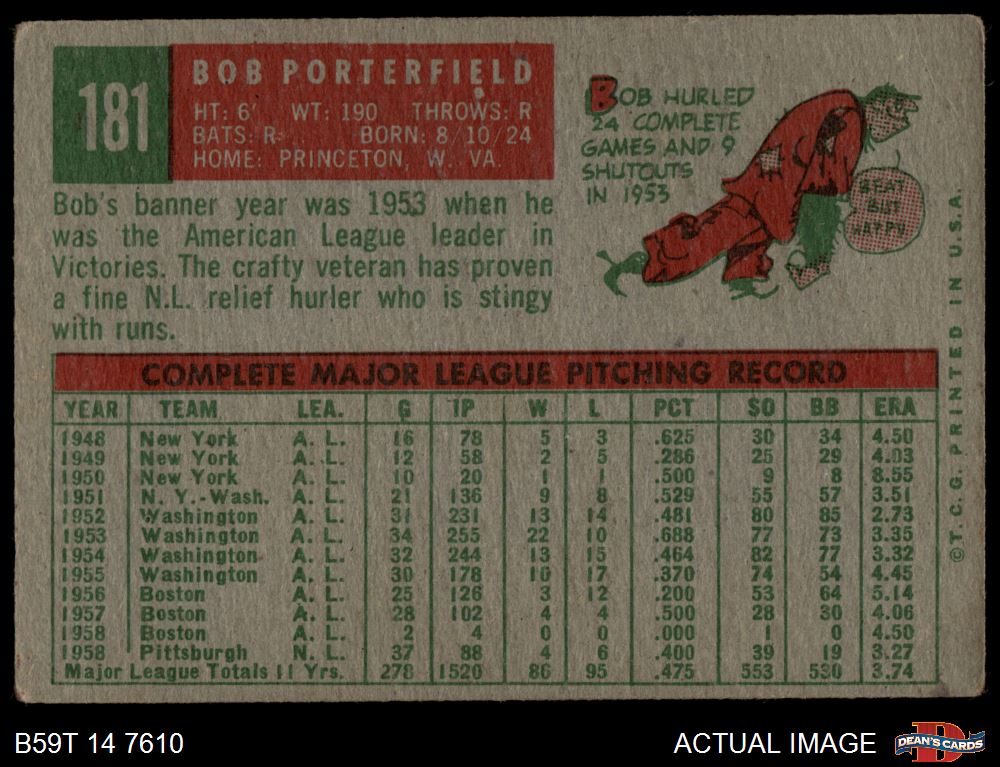 181
BOB PORTERFIELD
HT: 6' WT: 190 THROWS: R
BATS: R BORN: 8/10/24
HOME: PRINCETON, W. VA.
Bob's banner year was 1953 when he
was the American League leader in
Victories. The crafty veteran has proven
a fine N.L. relief hurler who is stingy
with runs.
BOB HURLED
24 COMPLETE
GAMES AND 9
SHUTOUTS
IN 1953
BEAT
BUT
HAPPY
COMPLETE MAJOR LEAGUE PITCHING RECORD
YEAR TEAM LEA. G IP W L PCT SO BB ERA
1948 New York A. L. 16 78 5 3 .625 30 34 4.50
1949 New York A. L. 12 58 2 5 .286 25 29 4.03
1950 New York A. L. 10 20 1 1 .500 9 8 8.55
1951 N. Y.-Wash. A. L. 21 136 9 8 .529 55 57 3.51
1952 Washington A. L. 31 231 13 14 .481 80 85 2.73
1953 Washington A. L. 34 255 22 10 .688 77 73 3.35
1954 Washington A. L. 32 244 13 15 .464 82 77 3.32
1955 Washington A. L. 30 178 10 17 .370 74 54 4.45
1956 Boston A. L. 25 126 3 12 .200 53 64 5.14
1957 Boston A. L. 28 102 4 4 .500 28 30 4.06
1958 Boston A. L. 2 4 0 0 .000 1 0 4.50
1958 Pittsburgh N. L. 37 88 4 6 .400 39 19 3.27
Major League Totals 11 Yrs. 278 1520 86 95 .475 553 530 3.74
© T. C. G. PRINTED IN U.S.A.
B59T 14 7610
ACTUAL IMAGE
DEAN'S CARDS